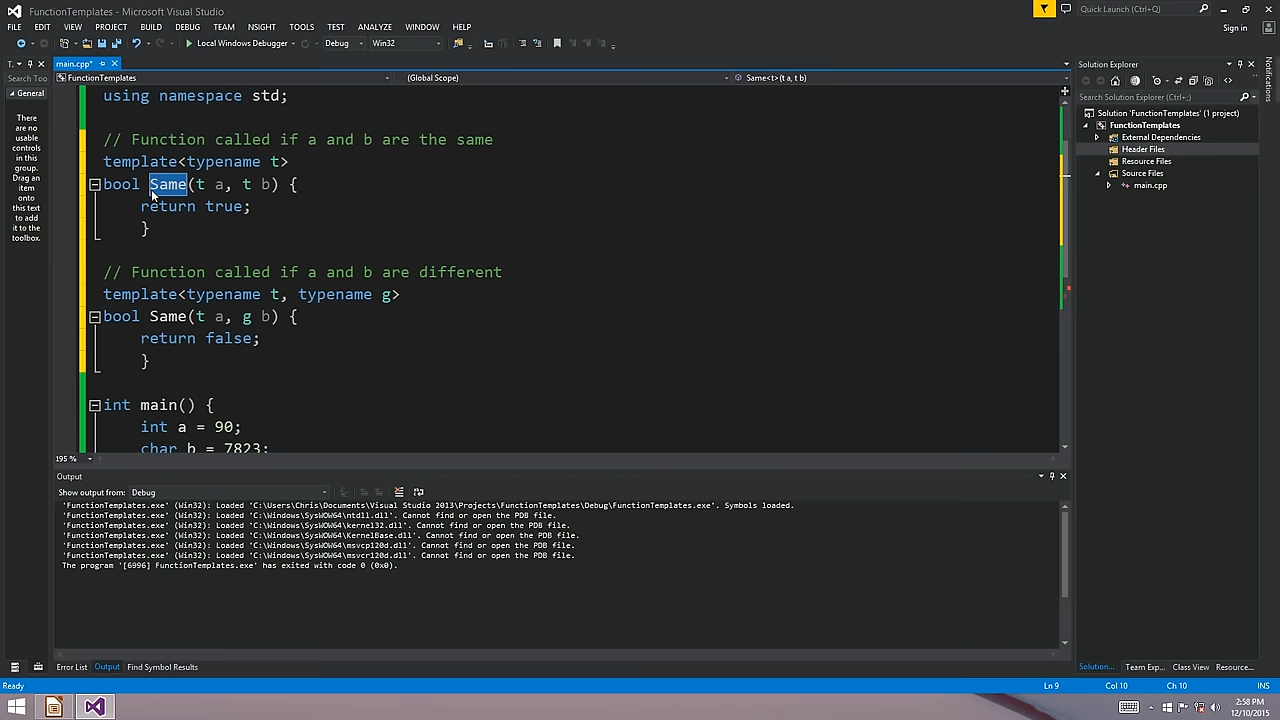 FunctionTemplates - Microsoft Visual Studio
Quick Launch (Ctrl+Q)
FILE EDIT VIEW PROJECT BUILD DEBUG TEAM NSIGHT TOOLS TEST ANALYZE WINDOW HELP
Sign in
Local Windows Debugger Debug Win32
T.. main.cpp*
Solution Explorer
Notifications
Search Too
FunctionTemplates (Global Scope) Same<t>(t a, t b)
General
There are no usable controls in this group. Drag an item onto this text to add it to the toolbox.
using namespace std;
// Function called if a and b are the same
template<typename t>
bool Same(t a, t b) {
return true;
}
// Function called if a and b are different
template<typename t, typename g>
bool Same(t a, g b) {
return false;
}
int main() {
int a = 90;
char b = 7823;
195 %
Search Solution Explorer (Ctrl+;)
Solution 'FunctionTemplates' (1 project)
FunctionTemplates
External Dependencies
Header Files
Resource Files
Source Files
main.cpp
Output
Show output from: Debug
'FunctionTemplates.exe' (Win32): Loaded 'C:\Users\Chris\Documents\Visual Studio 2013\Projects\FunctionTemplates\Debug\FunctionTemplates.exe'. Symbols loaded.
'FunctionTemplates.exe' (Win32): Loaded 'C:\Windows\SysWOW64\ntdll.dll'. Cannot find or open the PDB file.
'FunctionTemplates.exe' (Win32): Loaded 'C:\Windows\SysWOW64\kernel32.dll'. Cannot find or open the PDB file.
'FunctionTemplates.exe' (Win32): Loaded 'C:\Windows\SysWOW64\KernelBase.dll'. Cannot find or open the PDB file.
'FunctionTemplates.exe' (Win32): Loaded 'C:\Windows\SysWOW64\msvcp120d.dll'. Cannot find or open the PDB file.
'FunctionTemplates.exe' (Win32): Loaded 'C:\Windows\SysWOW64\msvcr120d.dll'. Cannot find or open the PDB file.
The program '[6996] FunctionTemplates.exe' has exited with code 0 (0x0).
Error List Output Find Symbol Results
Solution... Team Exp... Class View Resource...
Ready Ln 9 Col 10 Ch 10 INS
2:58 PM
12/10/2015